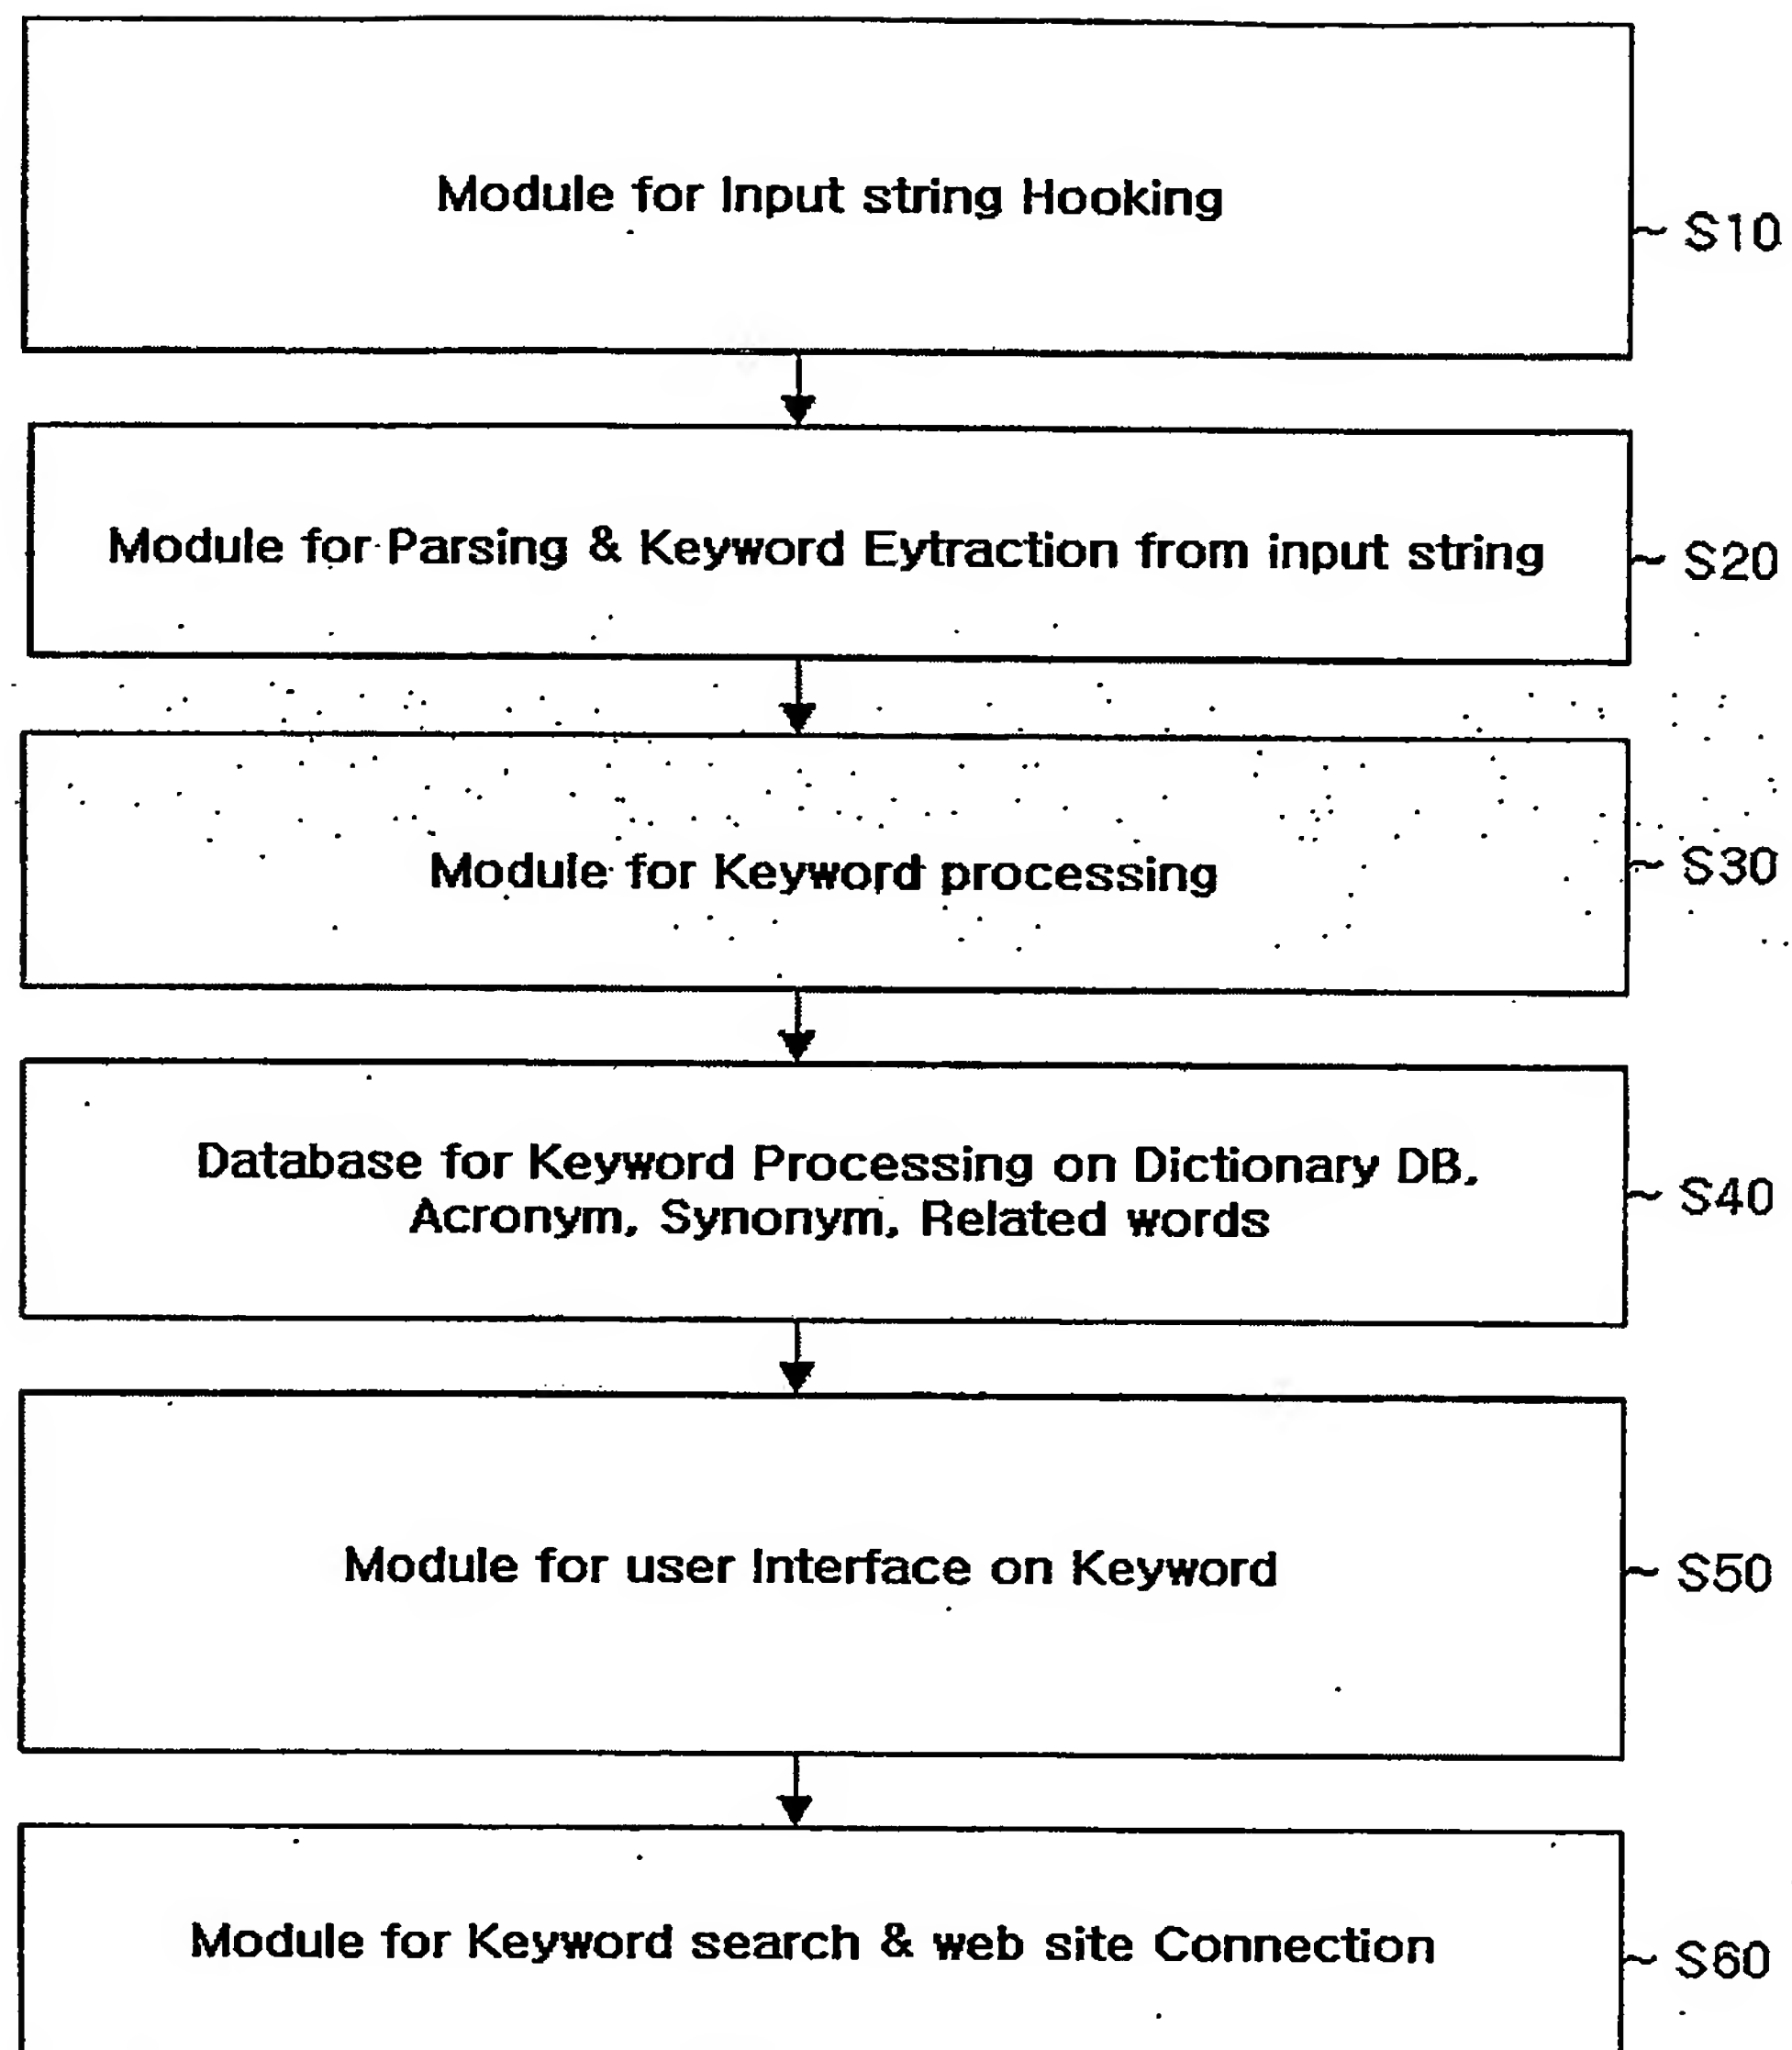 Module for Input string Hooking
~ S10
Module for Parsing & Keyword Eytraction from input string
~ S20
Module for Keyword processing
~ S30
Database for Keyword Processing on Dictionary DB,
Acronym, Synonym, Related words
~ S40
Module for user Interface on Keyword
~ S50
Module for Keyword search & web site Connection
~ S60